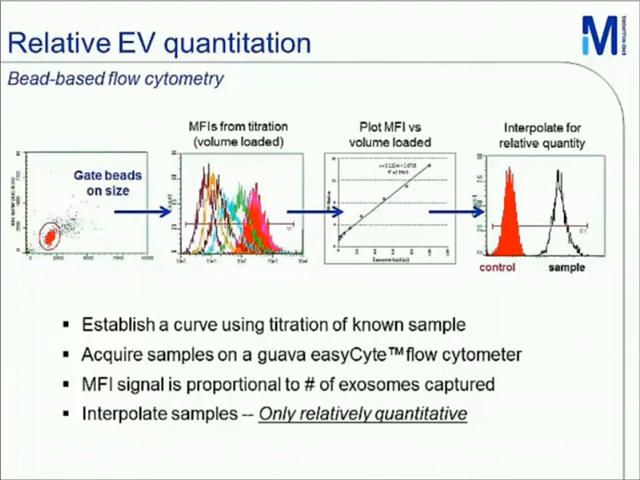 Relative EV quantitation
Bead-based flow cytometry
M
MFIs from titration
(volume loaded)
Plot MFI vs
volume loaded
Interpolate for
relative quantity
Gate beads
on size
control
sample
▪ Establish a curve using titration of known sample
▪ Acquire samples on a guava easyCyte™flow cytometer
▪ MFI signal is proportional to # of exosomes captured
▪ Interpolate samples -- Only relatively quantitative